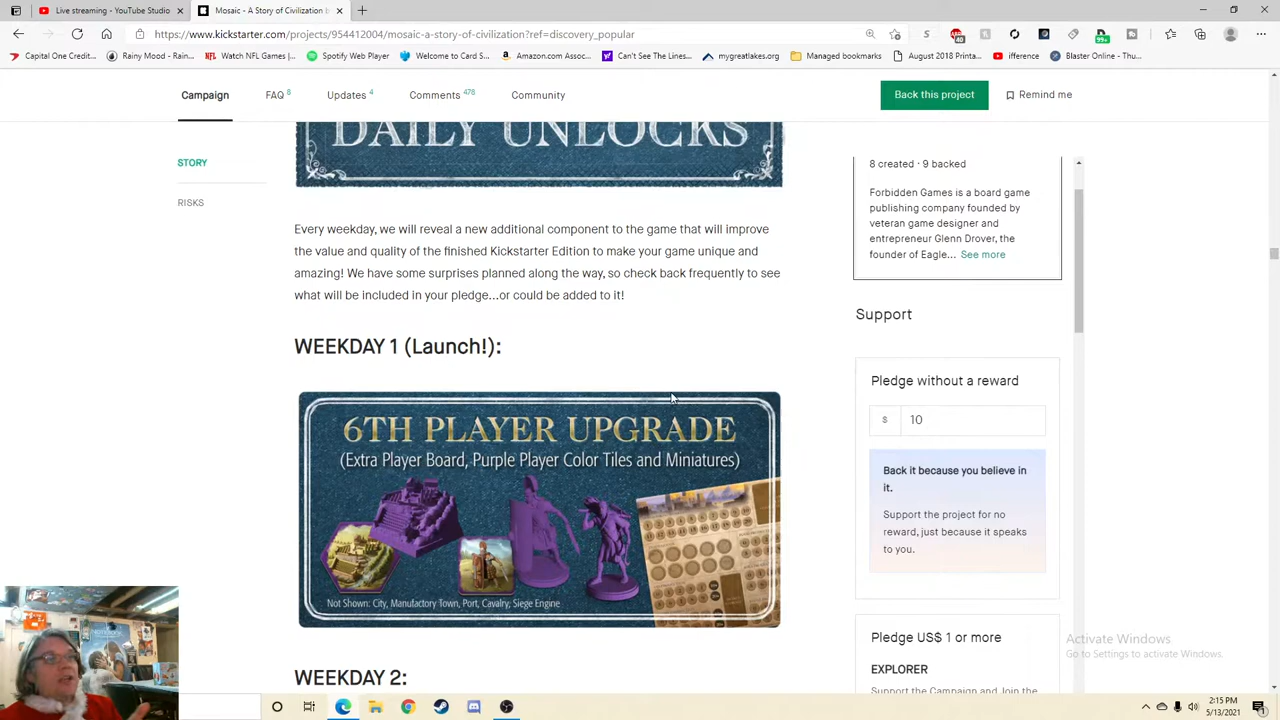 Live streaming - YouTube Studio
Mosaic - A Story of Civilization b
https://www.kickstarter.com/projects/954412004/mosaic-a-story-of-civilization?ref=discovery_popular
Capital One Credit...
Rainy Mood - Rain...
Watch NFL Games |...
Spotify Web Player
Welcome to Card S...
Amazon.com Assoc...
Can't See The Lines...
mygreatlakes.org
Managed bookmarks
August 2018 Printa...
ifference
Blaster Online - Thu...
Campaign
FAQ 8
Updates 4
Comments 478
Community
Back this project
Remind me
STORY
RISKS
DAILY UNLOCKS
Every weekday, we will reveal a new additional component to the game that will improve
the value and quality of the finished Kickstarter Edition to make your game unique and
amazing! We have some surprises planned along the way, so check back frequently to see
what will be included in your pledge...or could be added to it!
WEEKDAY 1 (Launch!):
6TH PLAYER UPGRADE
(Extra Player Board, Purple Player Color Tiles and Miniatures)
Not Shown: City, Manufactory Town, Port, Cavalry, Siege Engine
WEEKDAY 2:
8 created · 9 backed
Forbidden Games is a board game
publishing company founded by
veteran game designer and
entrepreneur Glenn Drover, the
founder of Eagle... See more
Support
Pledge without a reward
$ 10
Back it because you believe in
it.
Support the project for no
reward, just because it speaks
to you.
Pledge US$ 1 or more
EXPLORER
Support the Campaign and Join the
Activate Windows
Go to Settings to activate Windows.
2:15 PM
5/13/2021